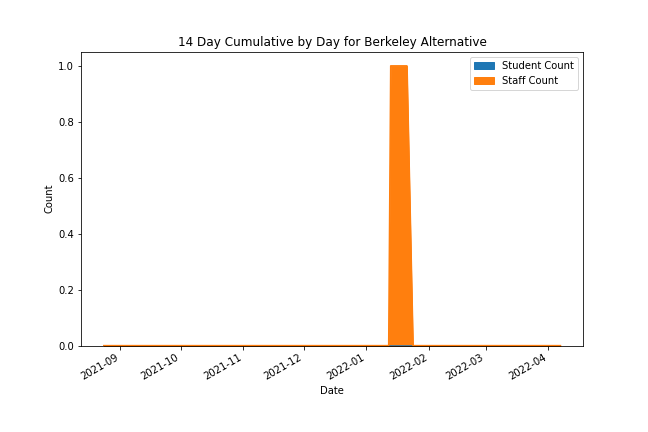 14 Day Cumulative by Day for Berkeley Alternative
Student Count
Staff Count
Count
1.0
0.8
0.6
0.4
0.2
0.0
2021-09
2021-10
2021-11
2021-12
2022-01
2022-02
2022-03
2022-04
Date